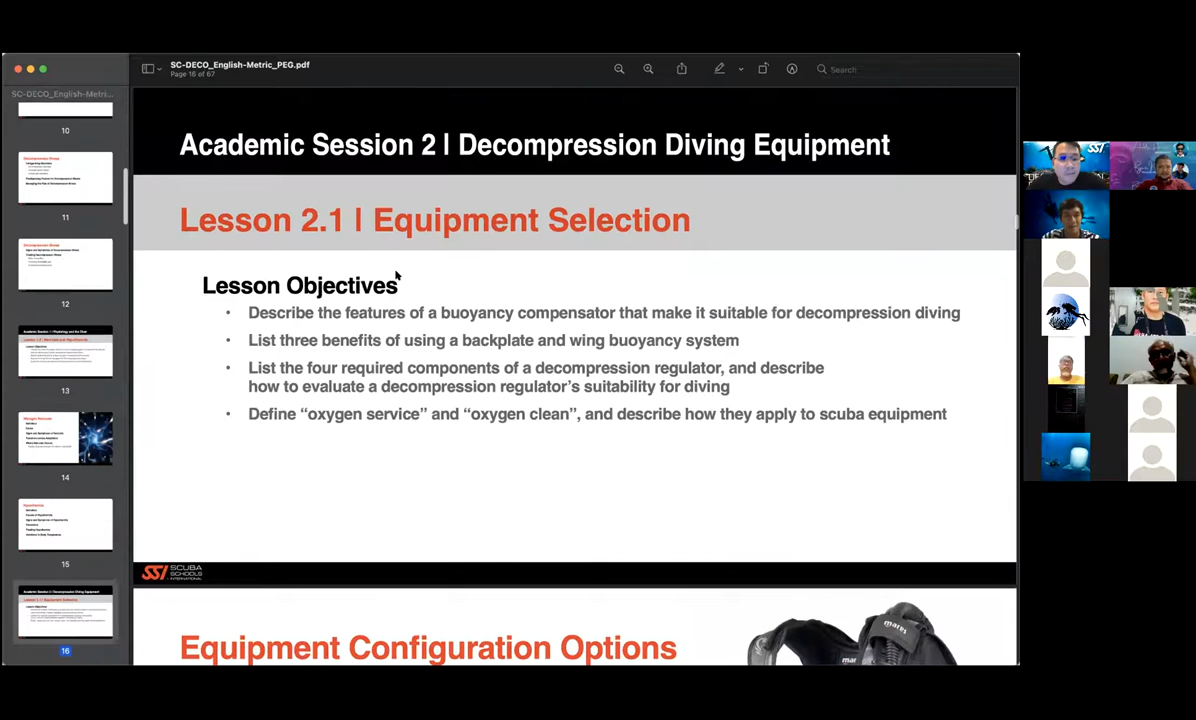 SC-DECO_English-Metric_PEG.pdf
Page 16 of 67
Search
SC-DECO_English-Metri...
10
11
12
13
14
15
16
Academic Session 2 | Decompression Diving Equipment
Lesson 2.1 | Equipment Selection
Lesson Objectives
• Describe the features of a buoyancy compensator that make it suitable for decompression diving
• List three benefits of using a backplate and wing buoyancy system
• List the four required components of a decompression regulator, and describe
how to evaluate a decompression regulator's suitability for diving
• Define “oxygen service” and “oxygen clean”, and describe how they apply to scuba equipment
SSI SCUBA
SCHOOLS
INTERNATIONAL
Equipment Configuration Options
mares
mar
SSI